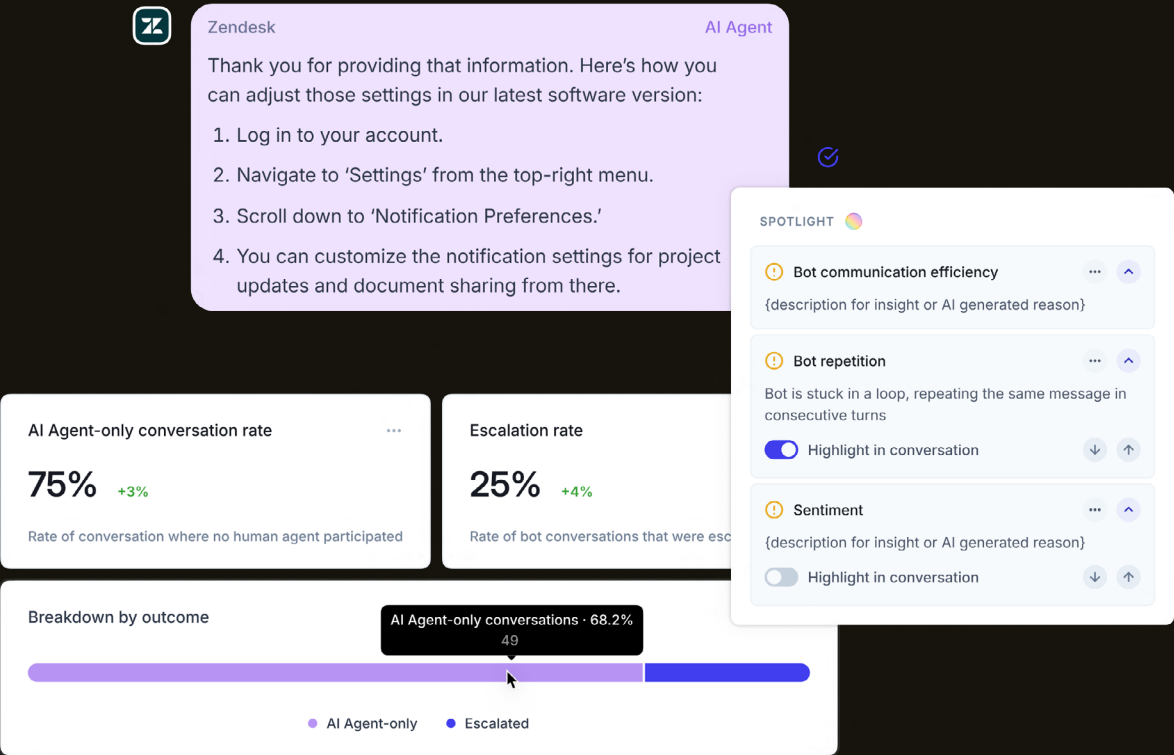 Zendesk
AI Agent
Thank you for providing that information. Here’s how you
can adjust those settings in our latest software version:
1. Log in to your account.
2. Navigate to ‘Settings’ from the top-right menu.
3. Scroll down to ‘Notification Preferences.’
4. You can customize the notification settings for project
updates and document sharing from there.
SPOTLIGHT
Bot communication efficiency
{description for insight or AI generated reason}
Bot repetition
Bot is stuck in a loop, repeating the same message in
consecutive turns
Highlight in conversation
Sentiment
{description for insight or AI generated reason}
Highlight in conversation
AI Agent-only conversation rate
75% +3%
Rate of conversation where no human agent participated
Escalation rate
25% +4%
Rate of bot conversations that were esc
Breakdown by outcome
AI Agent-only conversations · 68.2%
49
AI Agent-only
Escalated